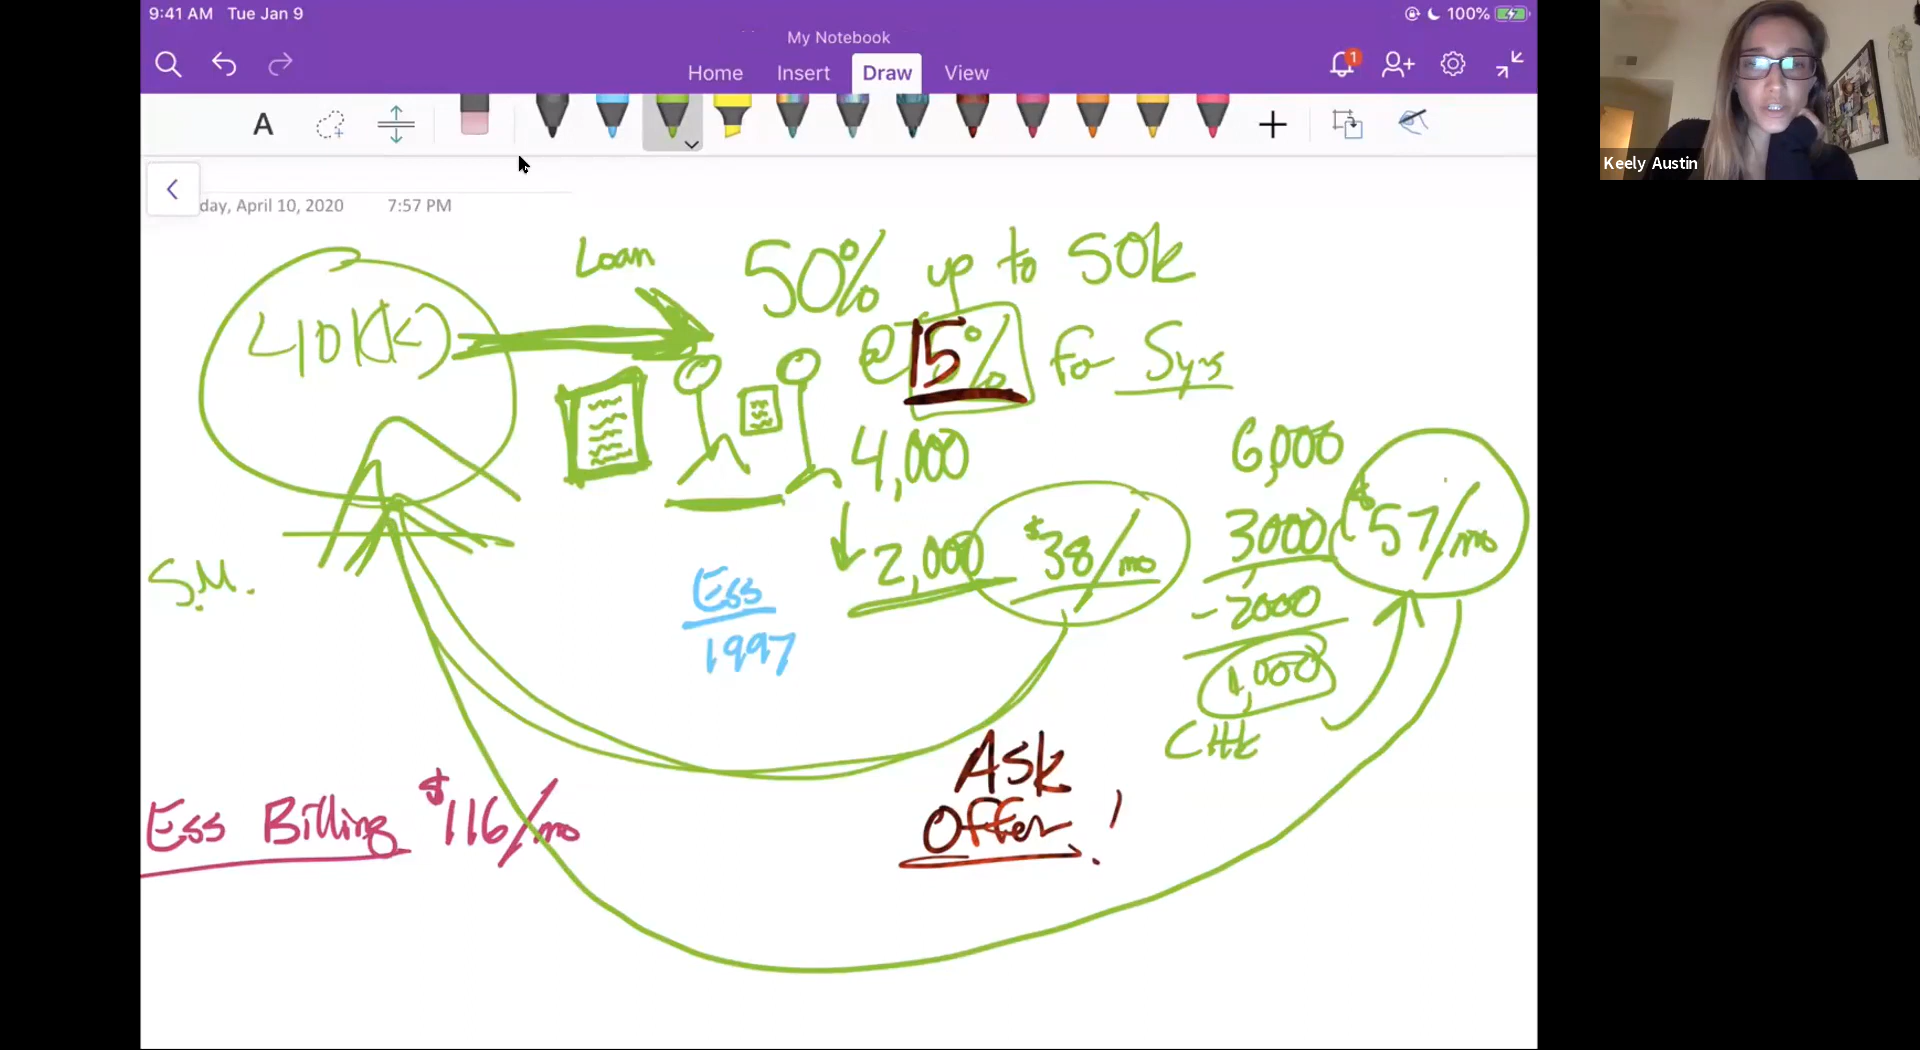 9:41 AM Tue Jan 9
100%
My Notebook
1
Home Insert Draw View
A
Keely Austin
day, April 10, 2020 7:57 PM
Loan
50% up to 50k
401(k)
@ 15% for 5yrs
4,000
6,000
2,000 $38/mo
3000 $57/mo
S.M.
Ess
1997
-2000
1,000
CHK
Ask
Offer!
Ess Billing $116/mo